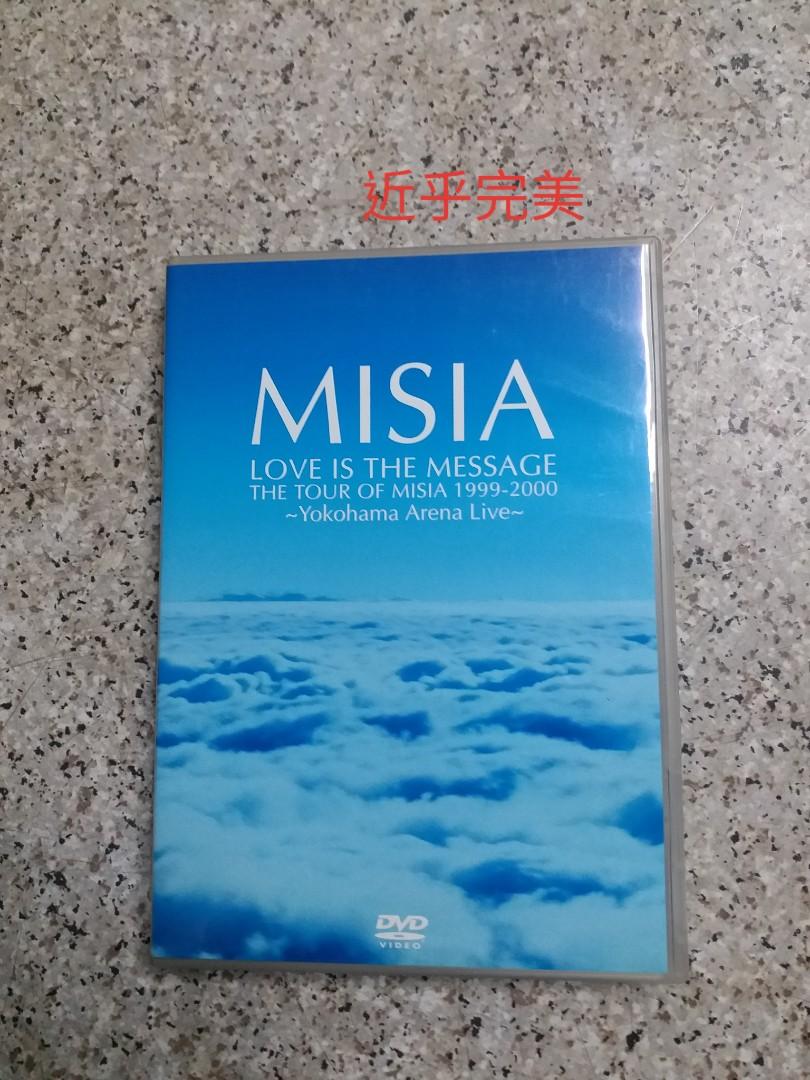 近乎完美
MISIA
LOVE IS THE MESSAGE
THE TOUR OF MISIA 1999-2000
~Yokohama Arena Live~
DVD
VIDEO